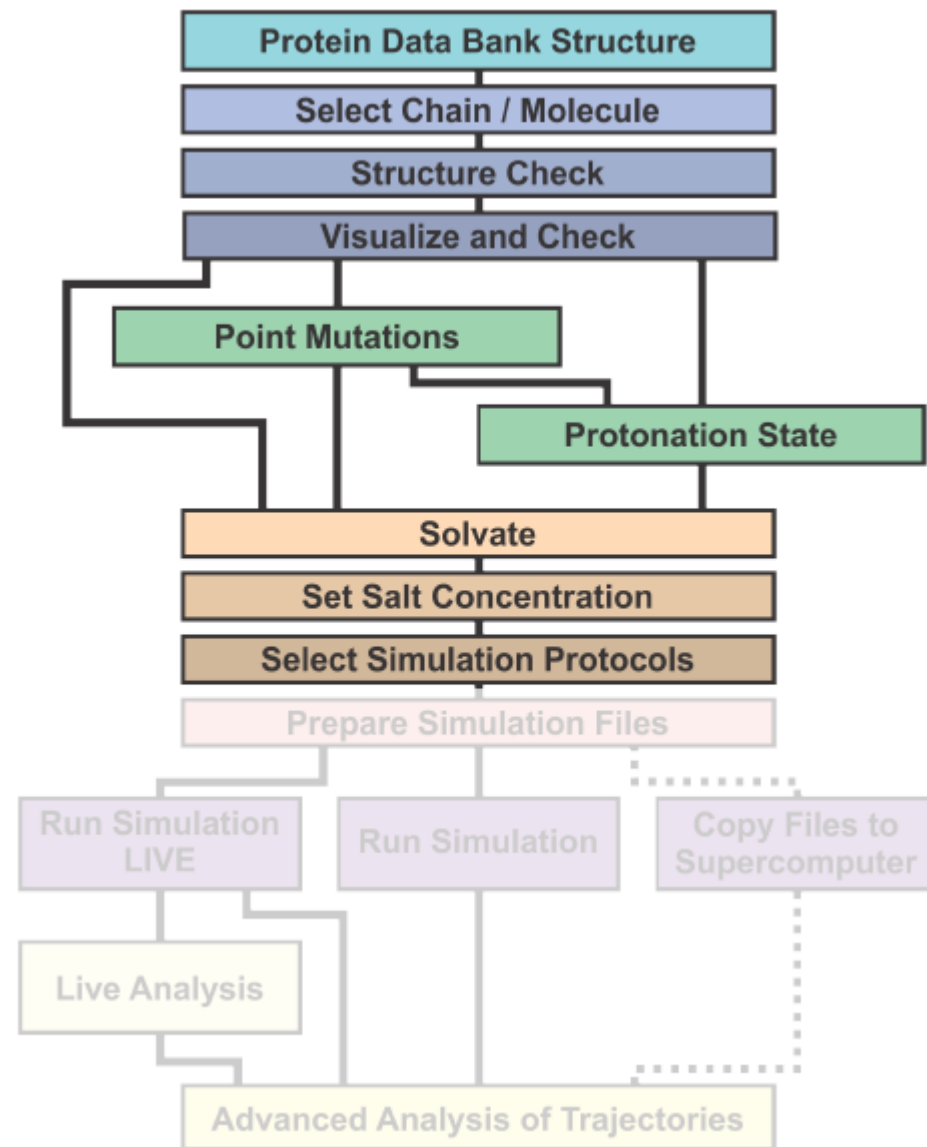 Protein Data Bank Structure
Select Chain / Molecule
Structure Check
Visualize and Check
Point Mutations
Protonation State
Solvate
Set Salt Concentration
Select Simulation Protocols
Prepare Simulation Files
Run Simulation
LIVE
Run Simulation
Copy Files to
Supercomputer
Live Analysis
Advanced Analysis of Trajectories